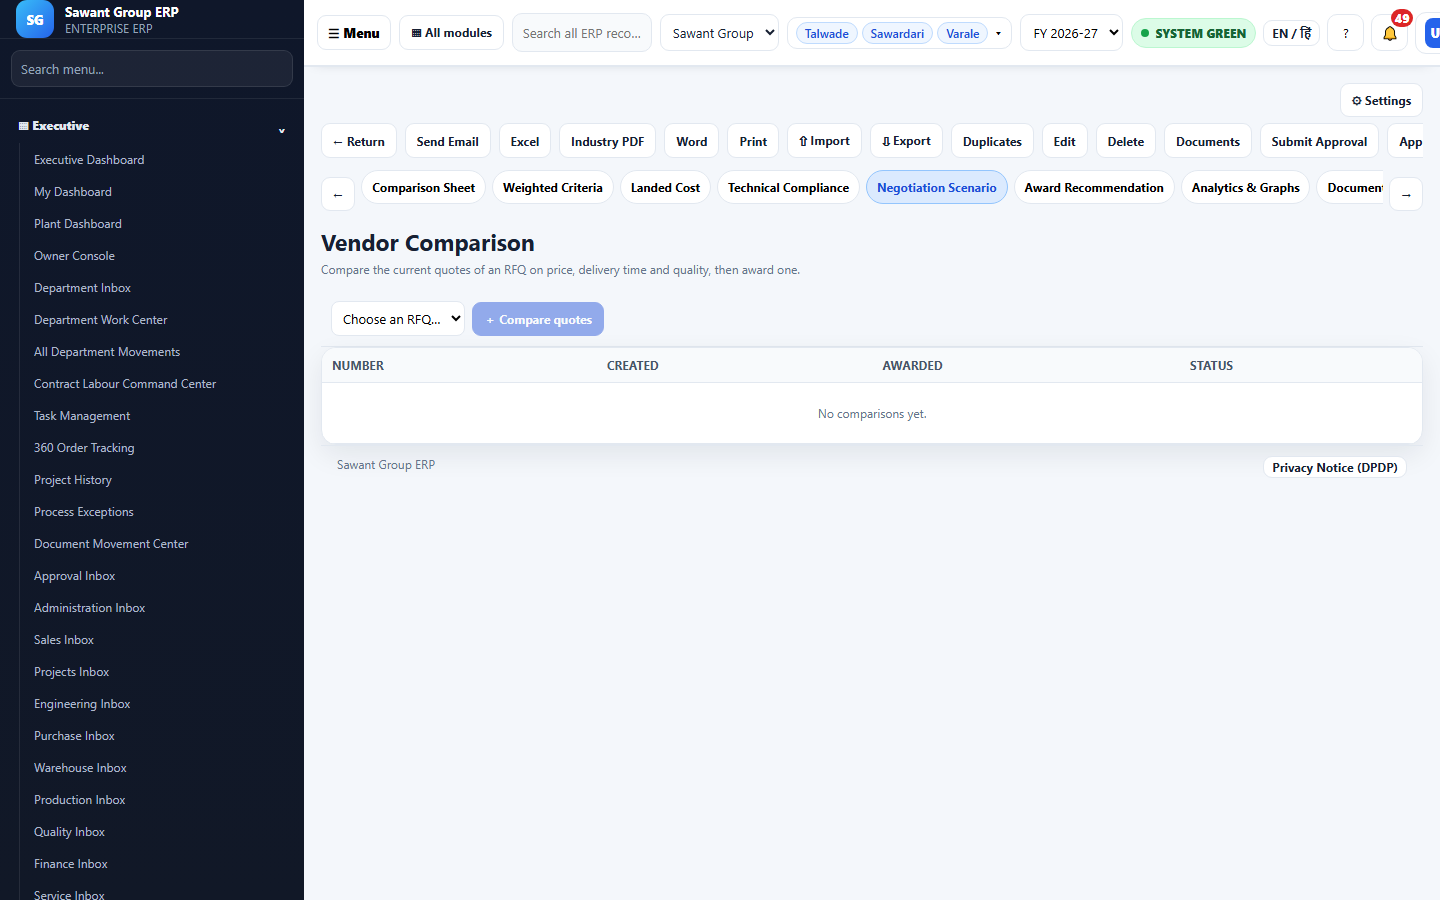 SG
Sawant Group ERP
ENTERPRISE ERP
☰ Menu
All modules
Search all ERP reco...
Sawant Group
Talwade
Sawardari
Varale
FY 2026-27
SYSTEM GREEN
EN / हिं
?
49
U
Search menu...
⚙ Settings
Executive
← Return
Send Email
Excel
Industry PDF
Word
Print
⇧ Import
⇩ Export
Duplicates
Edit
Delete
Documents
Submit Approval
App
←
Comparison Sheet
Weighted Criteria
Landed Cost
Technical Compliance
Negotiation Scenario
Award Recommendation
Analytics & Graphs
Document
→
Executive Dashboard
My Dashboard
Plant Dashboard
Owner Console
Department Inbox
Department Work Center
All Department Movements
Contract Labour Command Center
Task Management
360 Order Tracking
Project History
Process Exceptions
Document Movement Center
Approval Inbox
Administration Inbox
Sales Inbox
Projects Inbox
Engineering Inbox
Purchase Inbox
Warehouse Inbox
Production Inbox
Quality Inbox
Finance Inbox
Service Inbox
Vendor Comparison
Compare the current quotes of an RFQ on price, delivery time and quality, then award one.
Choose an RFQ...
+ Compare quotes
NUMBER
CREATED
AWARDED
STATUS
No comparisons yet.
Sawant Group ERP
Privacy Notice (DPDP)